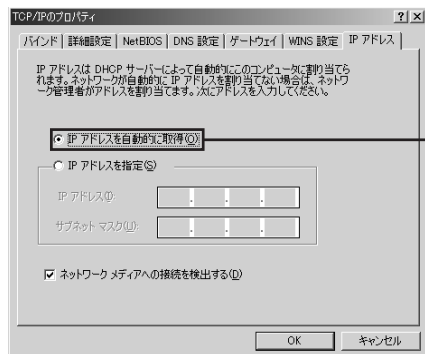 TCP/IPのプロパティ
バインド 詳細設定 NetBIOS DNS 設定 ゲートウェイ WINS 設定 IP アドレス
IP アドレスは DHCP サーバーによって自動的にこのコンピュータに割り当てら
れます。ネットワークが自動的に IP アドレスを割り当てない場合は、ネットワ
ーク管理者がアドレスを割り当てます。次にアドレスを入力してください。
IP アドレスを自動的に取得(O)
IP アドレスを指定(S)
IP アドレス(I):
サブネット マスク(U):
ネットワーク メディアへの接続を検出する(D)
OK キャンセル